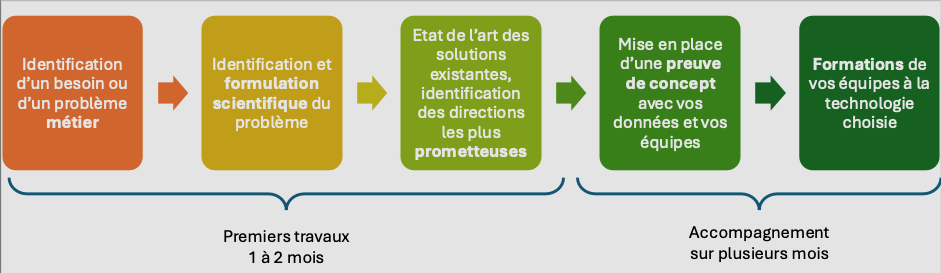 Identification
d’un besoin ou
d’un problème
métier
Identification et
formulation
scientifique du
problème
Etat de l’art des
solutions
existantes,
identification
des directions
les plus
prometteuses
Mise en place
d’une preuve
de concept
avec vos
données et vos
équipes
Formations de
vos équipes à la
technologie
choisie
Premiers travaux
1 à 2 mois
Accompagnement
sur plusieurs mois